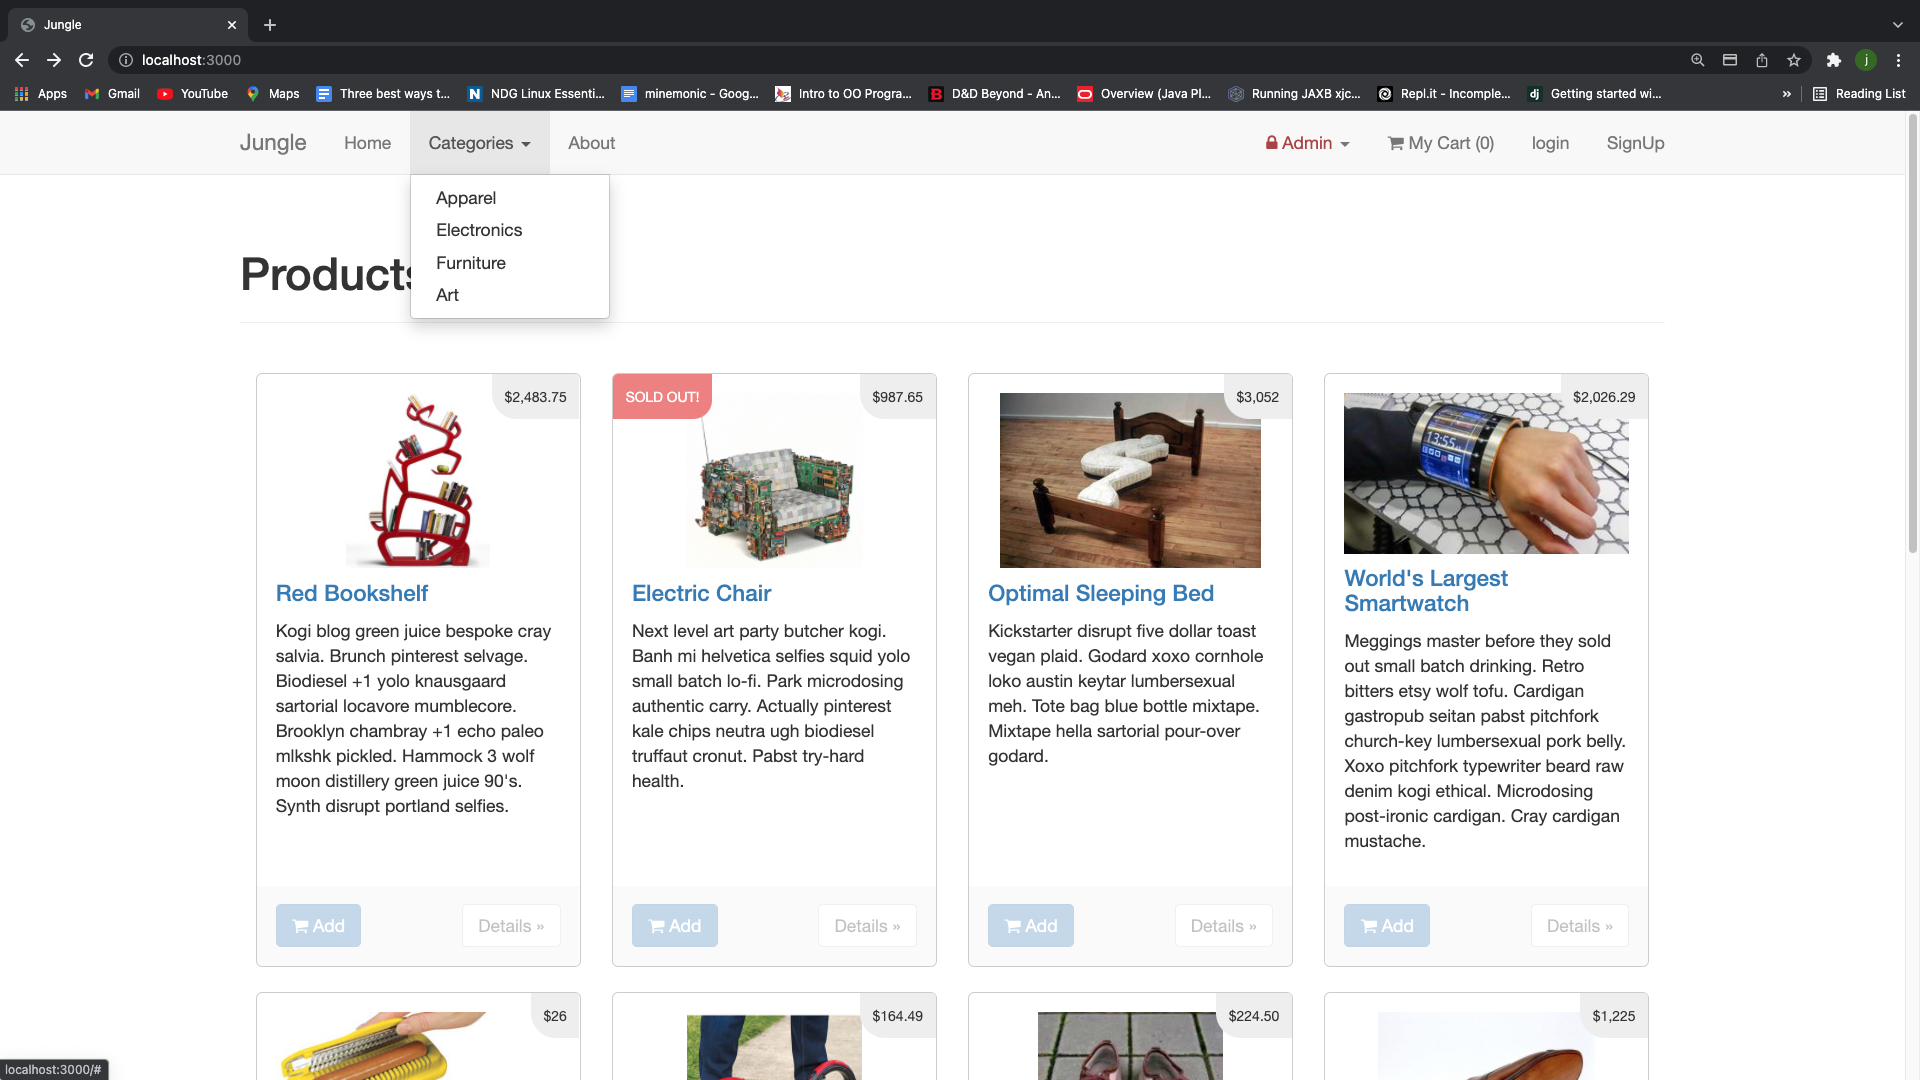 Jungle
localhost:3000
Apps
Gmail
YouTube
Maps
Three best ways t...
NDG Linux Essenti...
minemonic - Goog...
Intro to OO Progra...
D&D Beyond - An...
Overview (Java Pl...
Running JAXB xjc...
Repl.it - Incomple...
Getting started wi...
»
Reading List
Jungle
Home
Categories
About
Admin
My Cart (0)
login
SignUp
Apparel
Electronics
Furniture
Art
Products
$2,483.75
Red Bookshelf
Kogi blog green juice bespoke cray
salvia. Brunch pinterest selvage.
Biodiesel +1 yolo knausgaard
sartorial locavore mumblecore.
Brooklyn chambray +1 echo paleo
mlkshk pickled. Hammock 3 wolf
moon distillery green juice 90's.
Synth disrupt portland selfies.
Add
Details »
SOLD OUT!
$987.65
Electric Chair
Next level art party butcher kogi.
Banh mi helvetica selfies squid yolo
small batch lo-fi. Park microdosing
authentic carry. Actually pinterest
kale chips neutra ugh biodiesel
truffaut cronut. Pabst try-hard
health.
Add
Details »
$3,052
Optimal Sleeping Bed
Kickstarter disrupt five dollar toast
vegan plaid. Godard xoxo cornhole
loko austin keytar lumbersexual
meh. Tote bag blue bottle mixtape.
Mixtape hella sartorial pour-over
godard.
Add
Details »
$2,026.29
13:55
World's Largest
Smartwatch
Meggings master before they sold
out small batch drinking. Retro
bitters etsy wolf tofu. Cardigan
gastropub seitan pabst pitchfork
church-key lumbersexual pork belly.
Xoxo pitchfork typewriter beard raw
denim kogi ethical. Microdosing
post-ironic cardigan. Cray cardigan
mustache.
Add
Details »
$26
$164.49
$224.50
$1,225
localhost:3000/#